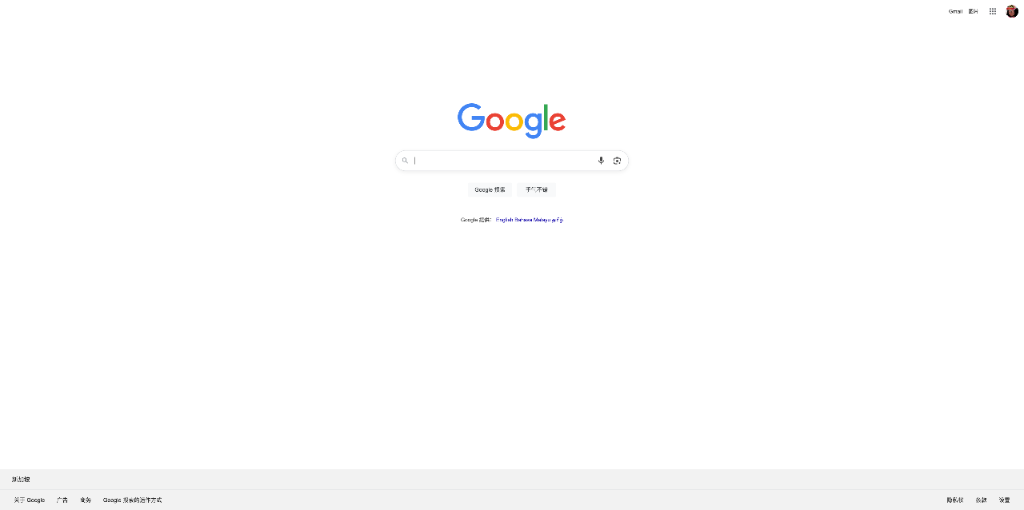 Gmail 图片
Google
Google 搜索 手气不错
Google 提供： English Bahasa Melayu தமிழ்
新加坡
关于 Google 广告 商务 Google 搜索的运作方式 隐私权 条款 设置